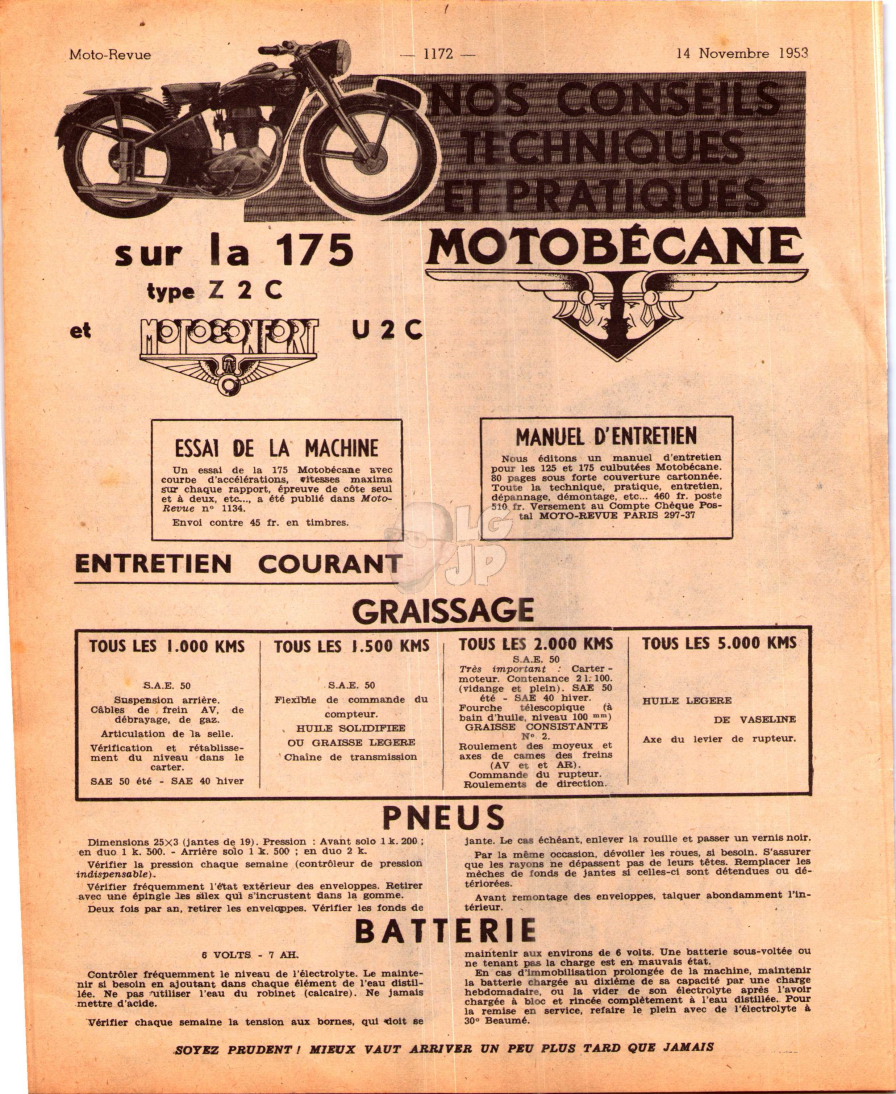 Moto-Revue
— 1172 —
14 Novembre 1953
NOS CONSEILS
TECHNIQUES
ET PRATIQUES
sur la 175
MOTOBÉCANE
type Z 2 C
et
MOTOCONFORT
U 2 C
ESSAI DE LA MACHINE
Un essai de la 175 Motobécane avec
courbe d'accélérations, vitesses maxima
sur chaque rapport, épreuve de côte seul
et à deux, etc..., a été publié dans Moto-
Revue n° 1134.
Envoi contre 45 fr. en timbres.
MANUEL D'ENTRETIEN
Nous éditons un manuel d'entretien
pour les 125 et 175 culbutées Motobécane.
80 pages sous forte couverture cartonnée.
Toute la technique, pratique, entretien,
dépannage, démontage, etc... 460 fr. poste
510 fr. Versement au Compte Chèque Pos-
tal MOTO-REVUE PARIS 297-37
LG
JP
ENTRETIEN COURANT
GRAISSAGE
TOUS LES 1.000 KMS
S.A.E. 50
Suspension arrière.
Câbles de frein AV, de
débrayage, de gaz.
Articulation de la selle.
Vérification et rétablisse-
ment du niveau dans le
carter.
SAE 50 été - SAE 40 hiver
TOUS LES 1.500 KMS
S.A.E. 50
Flexible de commande du
compteur.
HUILE SOLIDIFIEE
OU GRAISSE LEGERE
Chaîne de transmission
TOUS LES 2.000 KMS
S.A.E. 50
Très important : Carter-
moteur. Contenance 2 l. 100.
(vidange et plein). SAE 50
été - SAE 40 hiver.
Fourche télescopique (à
bain d'huile, niveau 100 mm)
GRAISSE CONSISTANTE
N° 2.
Roulement des moyeux et
axes de cames des freins
(AV et et AR).
Commande du rupteur.
Roulements de direction.
TOUS LES 5.000 KMS
HUILE LEGERE
DE VASELINE
Axe du levier de rupteur.
PNEUS
Dimensions 25×3 (jantes de 19). Pression : Avant solo 1 k. 200 ;
en duo 1 k. 500. - Arrière solo 1 k. 500 ; en duo 2 k.
Vérifier la pression chaque semaine (contrôleur de pression
indispensable).
Vérifier fréquemment l'état extérieur des enveloppes. Retirer
avec une épingle les silex qui s'incrustent dans la gomme.
Deux fois par an, retirer les enveloppes. Vérifier les fonds de
jante. Le cas échéant, enlever la rouille et passer un vernis noir.
Par la même occasion, dévoiler les roues, si besoin. S'assurer
que les rayons ne dépassent pas de leurs têtes. Remplacer les
mèches de fonds de jantes si celles-ci sont détendues ou dé-
tériorées.
Avant remontage des enveloppes, talquer abondamment l'in-
térieur.
BATTERIE
6 VOLTS - 7 AH.
Contrôler fréquemment le niveau de l'électrolyte. Le mainte-
nir si besoin en ajoutant dans chaque élément de l'eau distil-
lée. Ne pas utiliser l'eau du robinet (calcaire). Ne jamais
mettre d'acide.
Vérifier chaque semaine la tension aux bornes, qui doit se
maintenir aux environs de 6 volts. Une batterie sous-voltée ou
ne tenant pas la charge est en mauvais état.
En cas d'immobilisation prolongée de la machine, maintenir
la batterie chargée au dixième de sa capacité par une charge
hebdomadaire, ou la vider de son électrolyte après l'avoir
chargée à bloc et rincée complètement à l'eau distillée. Pour
la remise en service, refaire le plein avec de l'électrolyte à
30° Beaumé.
SOYEZ PRUDENT ! MIEUX VAUT ARRIVER UN PEU PLUS TARD QUE JAMAIS